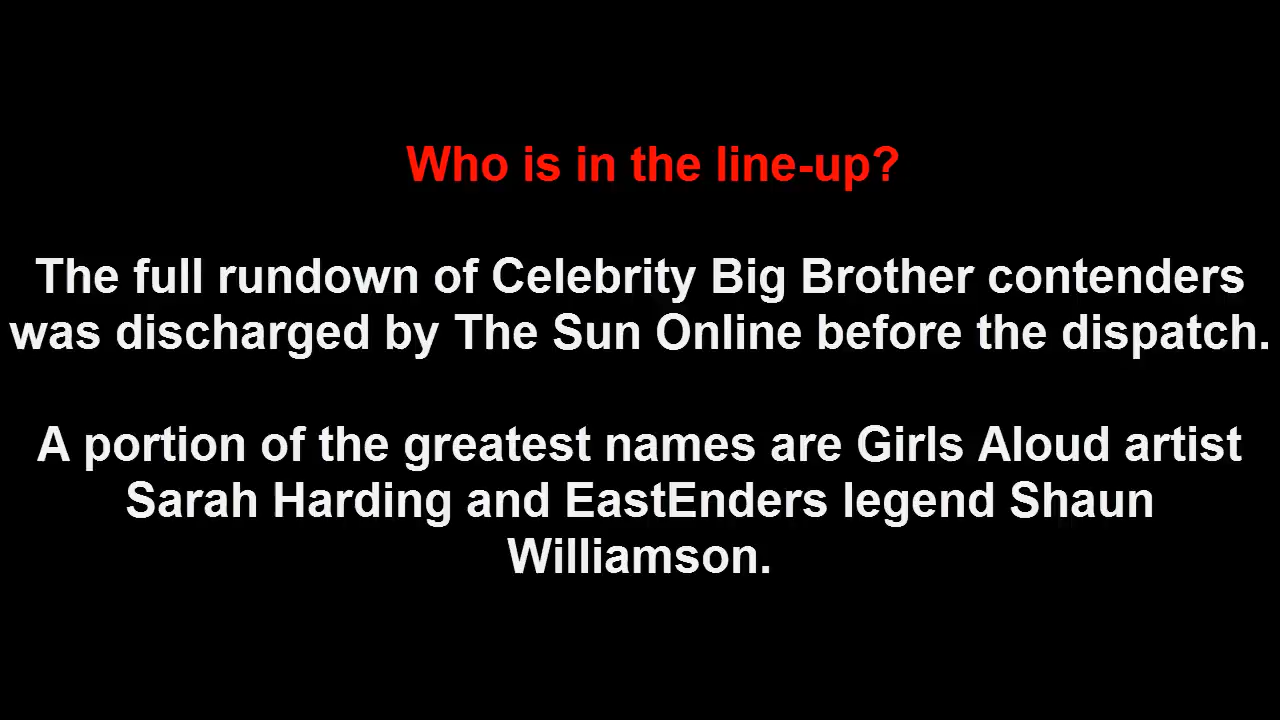 Who is in the line-up?
The full rundown of Celebrity Big Brother contenders
was discharged by The Sun Online before the dispatch.
A portion of the greatest names are Girls Aloud artist
Sarah Harding and EastEnders legend Shaun
Williamson.